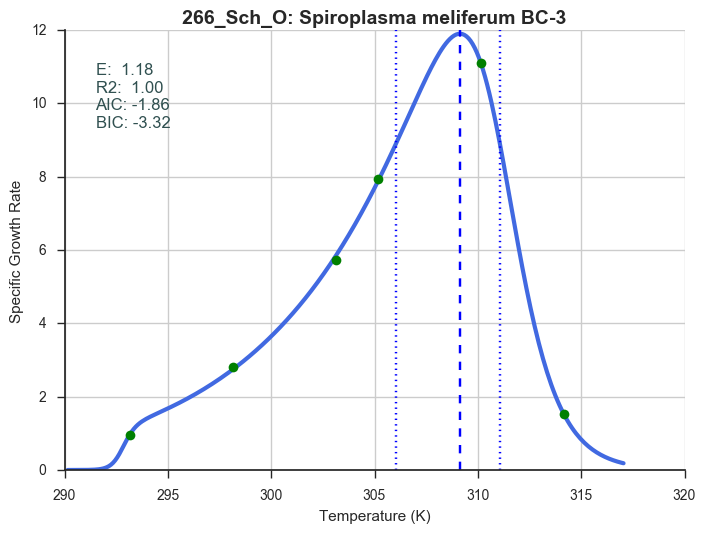 266_Sch_O: Spiroplasma meliferum BC-3
E:  1.18
R2:  1.00
AIC: -1.86
BIC: -3.32
12
10
8
6
4
2
0
Specific Growth Rate
290 295 300 305 310 315 320
Temperature (K)